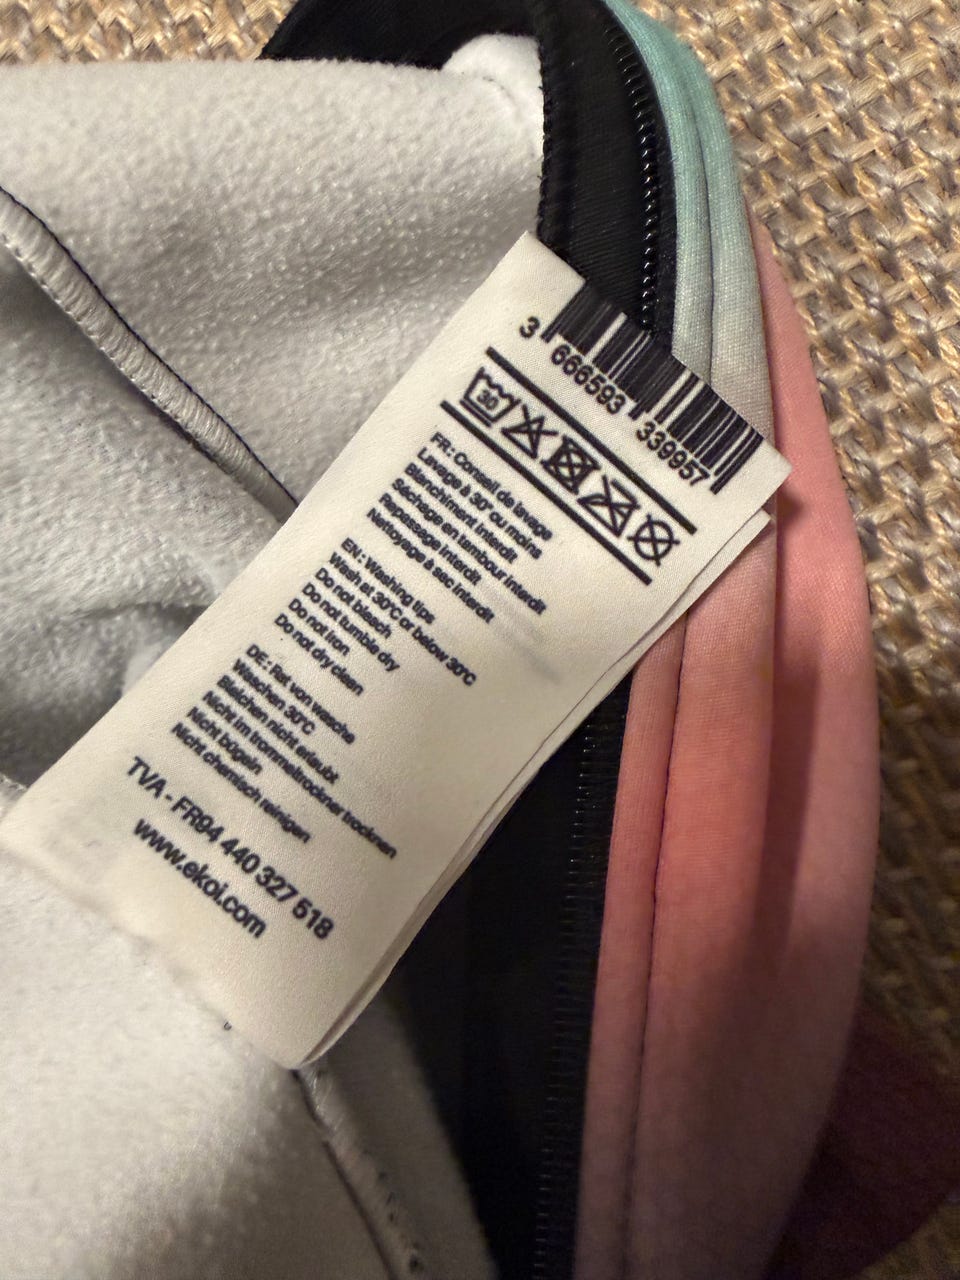 3 666593 339957
30
FR : Conseil de lavage
Lavage à 30° ou moins
Blanchiment interdit
Séchage en tambour interdit
Repassage interdit
Nettoyage à sec interdit
EN : Washing tips
Wash at 30°C or below 30°C
Do not bleach
Do not tumble dry
Do not iron
Do not dry clean
DE : Rat von wasche
Waschen 30°C
Bleichen nicht erlaubt
Nicht im trommeltrockner trocknen
Nicht bügeln
Nicht chemisch reinigen
TVA - FR94 440 327 518
www.ekoi.com